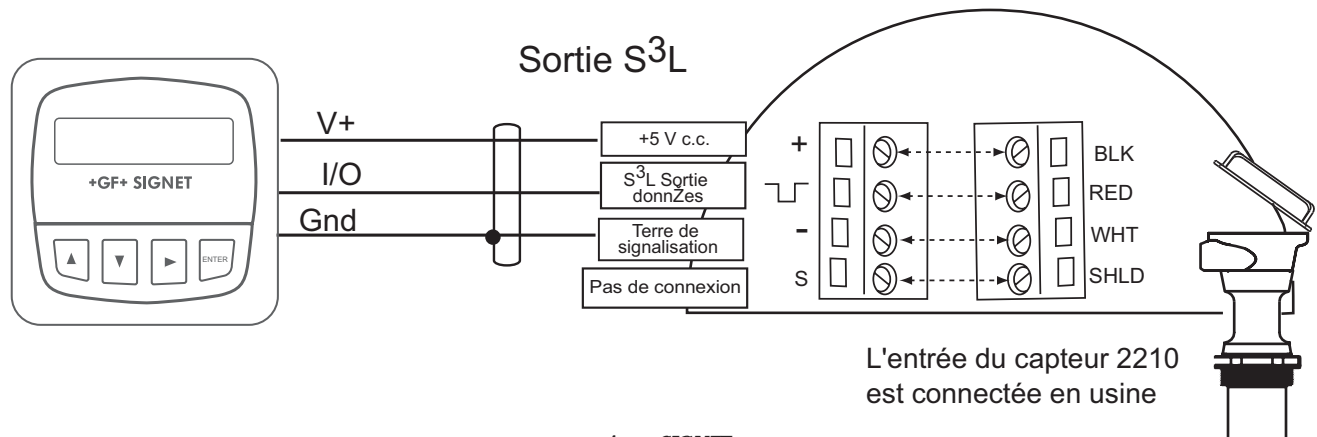 Sortie S3L
V+
I/O
Gnd
+GF+ SIGNET
ENTER
+5 V c.c.
S3L Sortie
donnŽes
Terre de
signalisation
Pas de connexion
+
-
S
BLK
RED
WHT
SHLD
L'entrée du capteur 2210
est connectée en usine